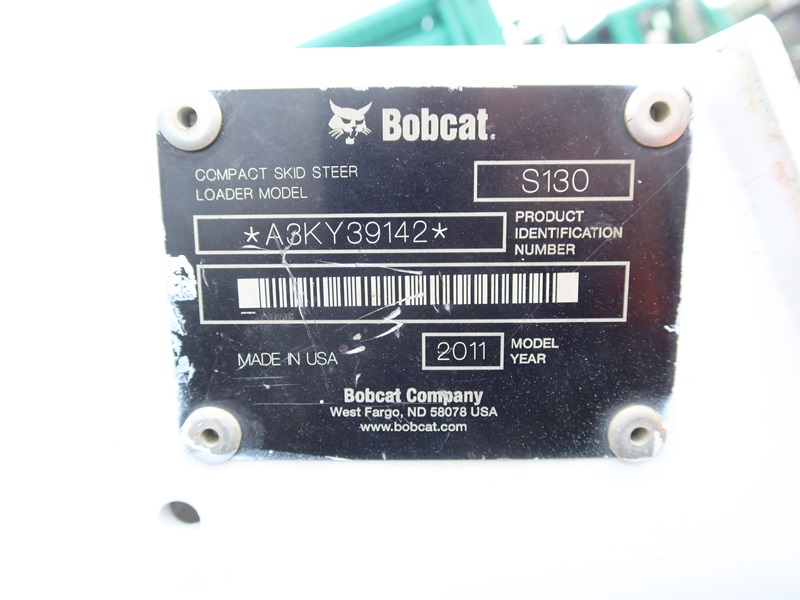 Bobcat.
COMPACT SKID STEER
LOADER MODEL
S130
*A3KY39142*
PRODUCT
IDENTIFICATION
NUMBER
MADE IN USA
2011
MODEL
YEAR
Bobcat Company
West Fargo, ND 58078 USA
www.bobcat.com